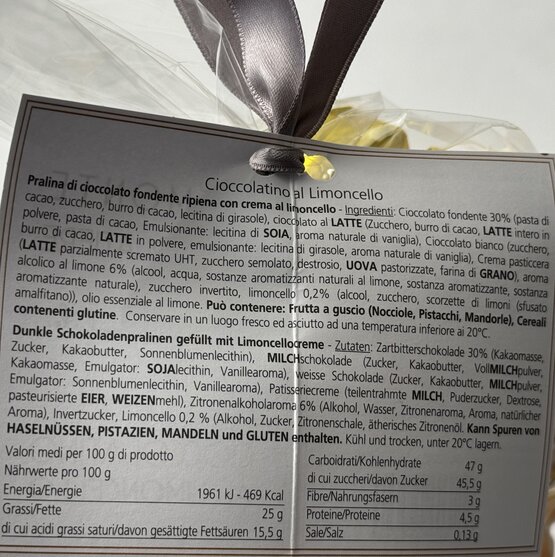 Cioccolatino al Limoncello
Pralina di cioccolato fondente ripiena con crema al limoncello - Ingredienti: Cioccolato fondente 30% (pasta di
cacao, zucchero, burro di cacao, lecitina di girasole), cioccolato al LATTE (Zucchero, burro di cacao, LATTE intero in
polvere, pasta di cacao, Emulsionante: lecitina di SOIA, aroma naturale di vaniglia), Cioccolato bianco (zucchero,
burro di cacao, LATTE in polvere, emulsionante: lecitina di girasole, aroma naturale di vaniglia), Crema pasticcera
(LATTE parzialmente scremato UHT, zucchero semolato, destrosio, UOVA pastorizzate, farina di GRANO), aroma
alcolico al limone 6% (alcool, acqua, sostanze aromatizzanti naturali al limone, sostanza aromatizzante, sostanza
aromatizzante naturale), zucchero invertito, limoncello 0,2% (alcool, zucchero, scorzette di limoni (sfusato
amalfitano)), olio essenziale al limone. Può contenere: Frutta a guscio (Nocciole, Pistacchi, Mandorle), Cereali
contenenti glutine. Conservare in un luogo fresco ed asciutto ad una temperatura inferiore ai 20°C.
Dunkle Schokoladenpralinen gefüllt mit Limoncellocreme - Zutaten: Zartbitterschokolade 30% (Kakaomasse,
Zucker, Kakaobutter, Sonnenblumenlecithin), MILCHschokolade (Zucker, Kakaobutter, VollMILCHpulver,
Kakaomasse, Emulgator: SOJAlecithin, Vanillearoma), weisse Schokolade (Zucker, Kakaobutter, MILCHpulver,
Emulgator: Sonnenblumenlecithin, Vanillearoma), Patisseriecreme (teilentrahmte MILCH, Puderzucker, Dextrose,
pasteurisierte EIER, WEIZENmehl), Zitronenalkoholaroma 6% (Alkohol, Wasser, Zitronenaroma, Aroma, natürlicher
Aroma), Invertzucker, Limoncello 0,2 % (Alkohol, Zucker, Zitronenschale, ätherisches Zitronenöl. Kann Spuren von
HASELNÜSSEN, PISTAZIEN, MANDELN und GLUTEN enthalten. Kühl und trocken, unter 20°C lagern.
Valori medi per 100 g di prodotto
Nährwerte pro 100 g
Energia/Energie 1961 kJ - 469 Kcal
Grassi/Fette 25 g
di cui acidi grassi saturi/davon gesättigte Fettsäuren 15,5 g
Carboidrati/Kohlenhydrate 47 g
di cui zuccheri/davon Zucker 45,5 g
Fibre/Nahrungsfasern 3 g
Proteine/Proteine 4,5 g
Sale/Salz 0,13 g